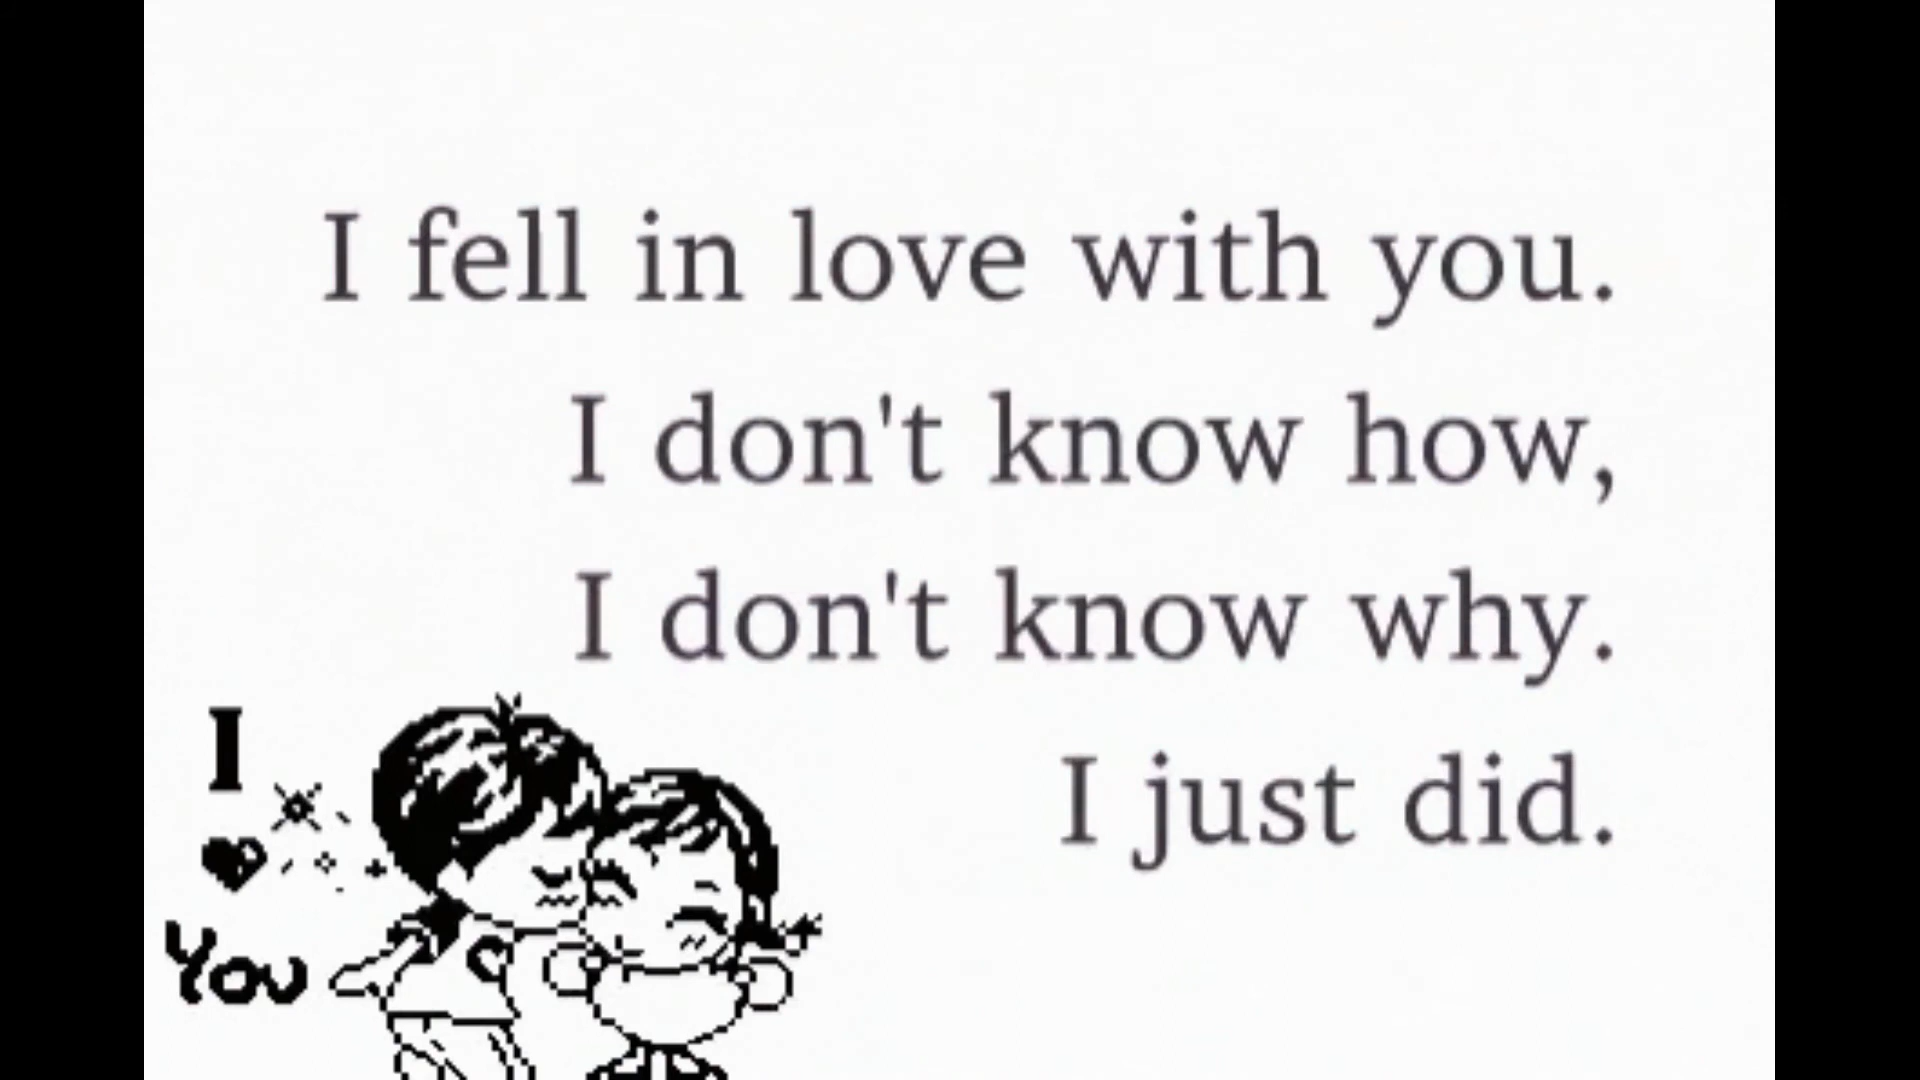 I fell in love with you.
I don't know how,
I don't know why.
I just did.
I
You